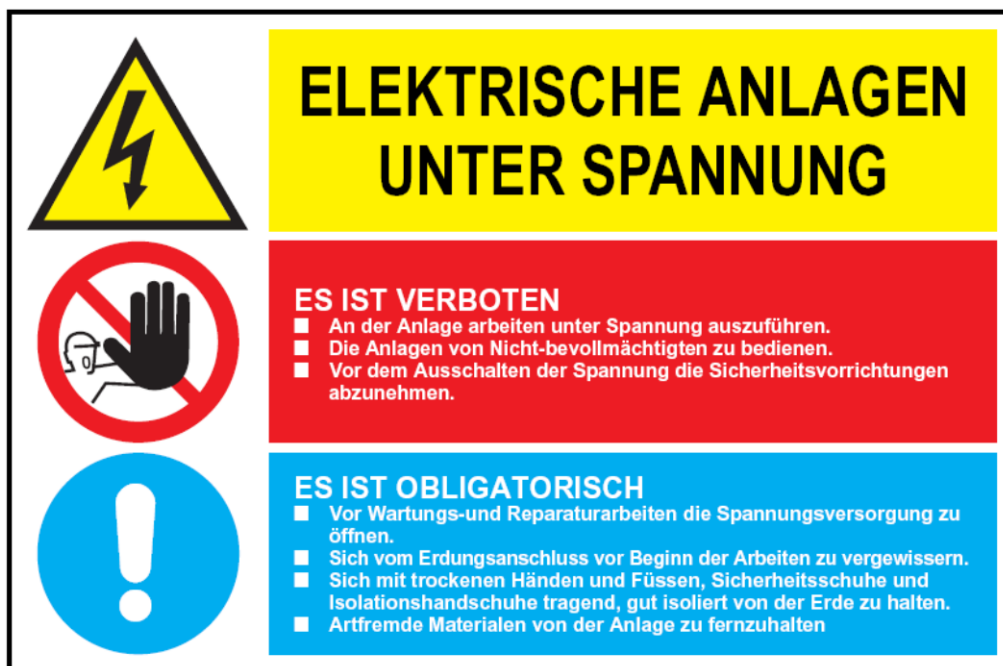 ELEKTRISCHE ANLAGEN
UNTER SPANNUNG
ES IST VERBOTEN
An der Anlage arbeiten unter Spannung auszuführen.
Die Anlagen von Nicht-bevollmächtigten zu bedienen.
Vor dem Ausschalten der Spannung die Sicherheitsvorrichtungen
abzunehmen.
ES IST OBLIGATORISCH
Vor Wartungs-und Reparaturarbeiten die Spannungsversorgung zu
öffnen.
Sich vom Erdungsanschluss vor Beginn der Arbeiten zu vergewissern.
Sich mit trockenen Händen und Füssen, Sicherheitsschuhe und
Isolationshandschuhe tragend, gut isoliert von der Erde zu halten.
Artfremde Materialen von der Anlage zu fernzuhalten